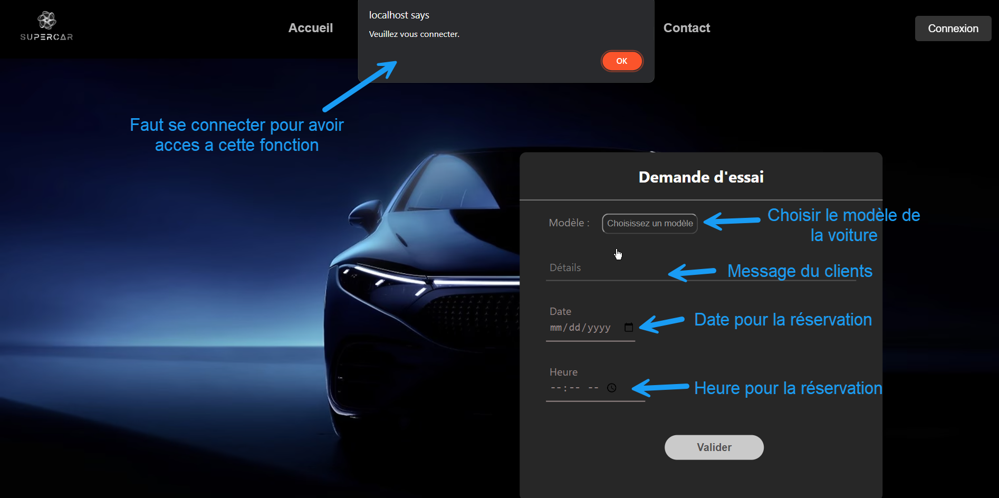 SUPERCAR
Accueil
localhost says
Veuillez vous connecter.
OK
Contact
Connexion
Faut se connecter pour avoir
acces a cette fonction
Demande d'essai
Modèle :
Choisissez un modèle
Choisir le modèle de
la voiture
Détails
Message du clients
Date
mm/dd/yyyy
Date pour la réservation
Heure
--:-- --
Heure pour la réservation
Valider